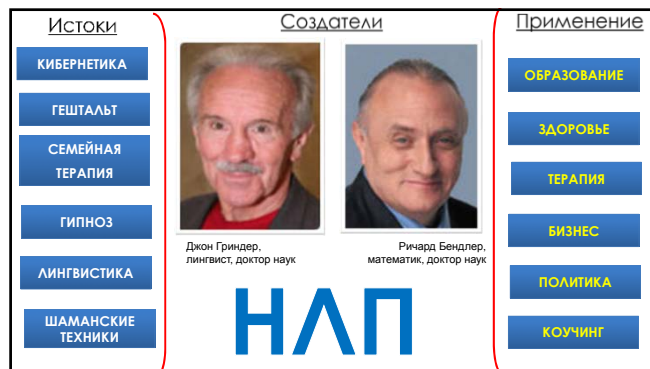 Истоки
КИБЕРНЕТИКА
ГЕШТАЛЬТ
СЕМЕЙНАЯ
ТЕРАПИЯ
ГИПНОЗ
ЛИНГВИСТИКА
ШАМАНСКИЕ
ТЕХНИКИ
Создатели
Джон Гриндер,
лингвист, доктор наук
Ричард Бендлер,
математик, доктор наук
НЛП
Применение
ОБРАЗОВАНИЕ
ЗДОРОВЬЕ
ТЕРАПИЯ
БИЗНЕС
ПОЛИТИКА
КОУЧИНГ